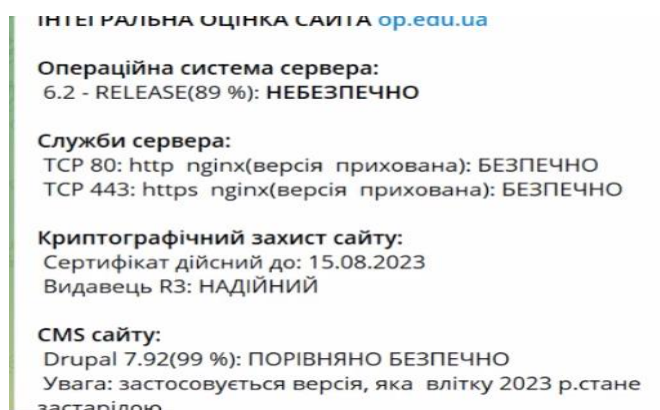 ІНТЕГРАЛЬНА ОЦІНКА САЙТА op.edu.ua
Операційна система сервера:
6.2 - RELEASE(89 %): НЕБЕЗПЕЧНО
Служби сервера:
TCP 80: http nginx(версія прихована): БЕЗПЕЧНО
TCP 443: https nginx(версія прихована): БЕЗПЕЧНО
Криптографічний захист сайту:
Сертифікат дійсний до: 15.08.2023
Видавець R3: НАДІЙНИЙ
CMS сайту:
Drupal 7.92(99 %): ПОРІВНЯНО БЕЗПЕЧНО
Увага: застосовується версія, яка влітку 2023 р.стане
застарілою